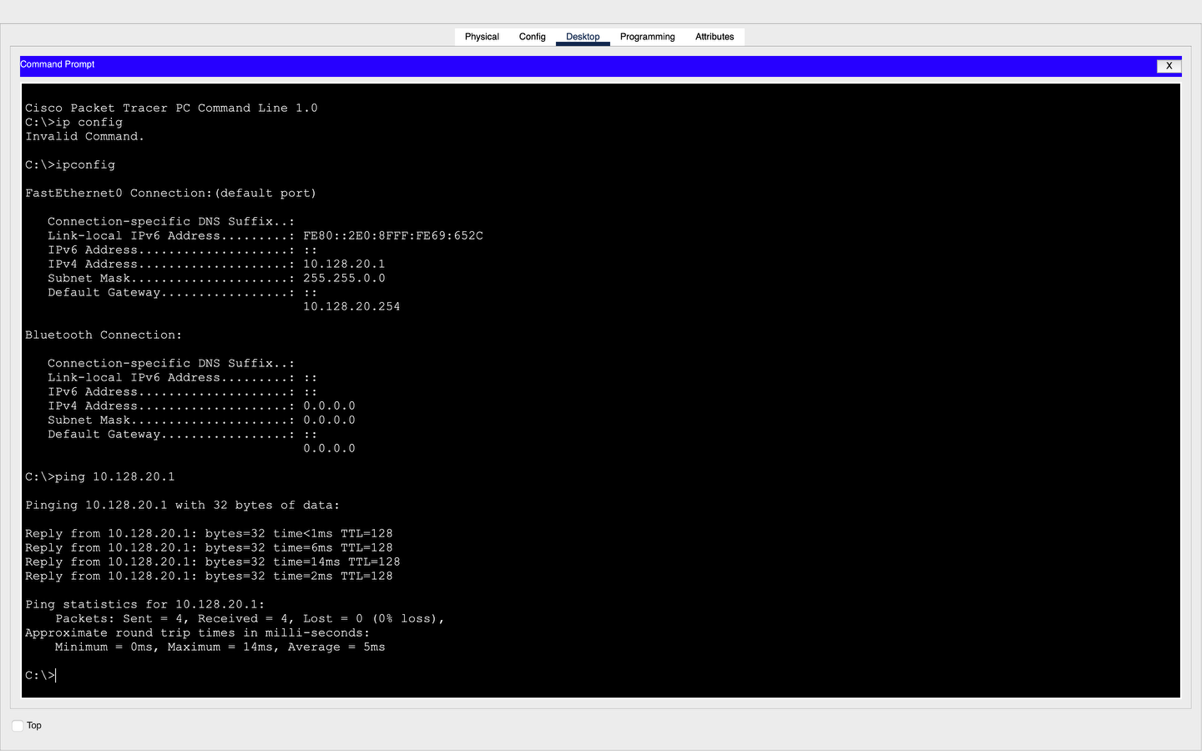 Physical Config Desktop Programming Attributes
Command Prompt
X
Cisco Packet Tracer PC Command Line 1.0
C:\>ip config
Invalid Command.
C:\>ipconfig
FastEthernet0 Connection:(default port)
Connection-specific DNS Suffix..:
Link-local IPv6 Address.........: FE80::2E0:8FFF:FE69:652C
IPv6 Address....................: ::
IPv4 Address....................: 10.128.20.1
Subnet Mask.....................: 255.255.0.0
Default Gateway.................: ::
10.128.20.254
Bluetooth Connection:
Connection-specific DNS Suffix..:
Link-local IPv6 Address.........: ::
IPv6 Address....................: ::
IPv4 Address....................: 0.0.0.0
Subnet Mask.....................: 0.0.0.0
Default Gateway.................: ::
0.0.0.0
C:\>ping 10.128.20.1
Pinging 10.128.20.1 with 32 bytes of data:
Reply from 10.128.20.1: bytes=32 time<1ms TTL=128
Reply from 10.128.20.1: bytes=32 time=6ms TTL=128
Reply from 10.128.20.1: bytes=32 time=14ms TTL=128
Reply from 10.128.20.1: bytes=32 time=2ms TTL=128
Ping statistics for 10.128.20.1:
Packets: Sent = 4, Received = 4, Lost = 0 (0% loss),
Approximate round trip times in milli-seconds:
Minimum = 0ms, Maximum = 14ms, Average = 5ms
C:\>
Top